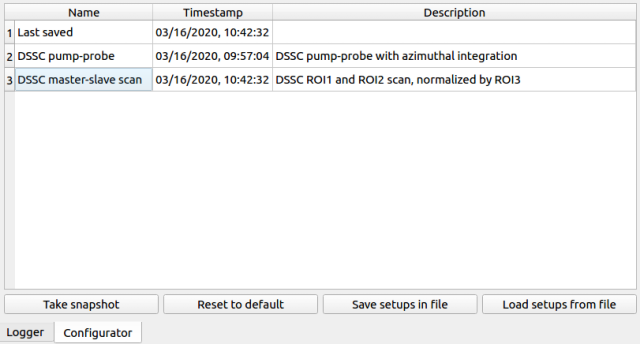 Name Timestamp Description
1 Last saved 03/16/2020, 10:42:32
2 DSSC pump-probe 03/16/2020, 09:57:04 DSSC pump-probe with azimuthal integration
3 DSSC master-slave scan 03/16/2020, 10:42:32 DSSC ROI1 and ROI2 scan, normalized by ROI3
Take snapshot Reset to default Save setups in file Load setups from file
Logger Configurator